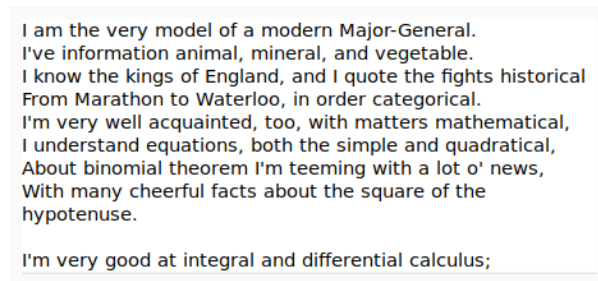 I am the very model of a modern Major-General.
I've information animal, mineral, and vegetable.
I know the kings of England, and I quote the fights historical
From Marathon to Waterloo, in order categorical.
I'm very well acquainted, too, with matters mathematical,
I understand equations, both the simple and quadratical,
About binomial theorem I'm teeming with a lot o' news,
With many cheerful facts about the square of the
hypotenuse.

I'm very good at integral and differential calculus;